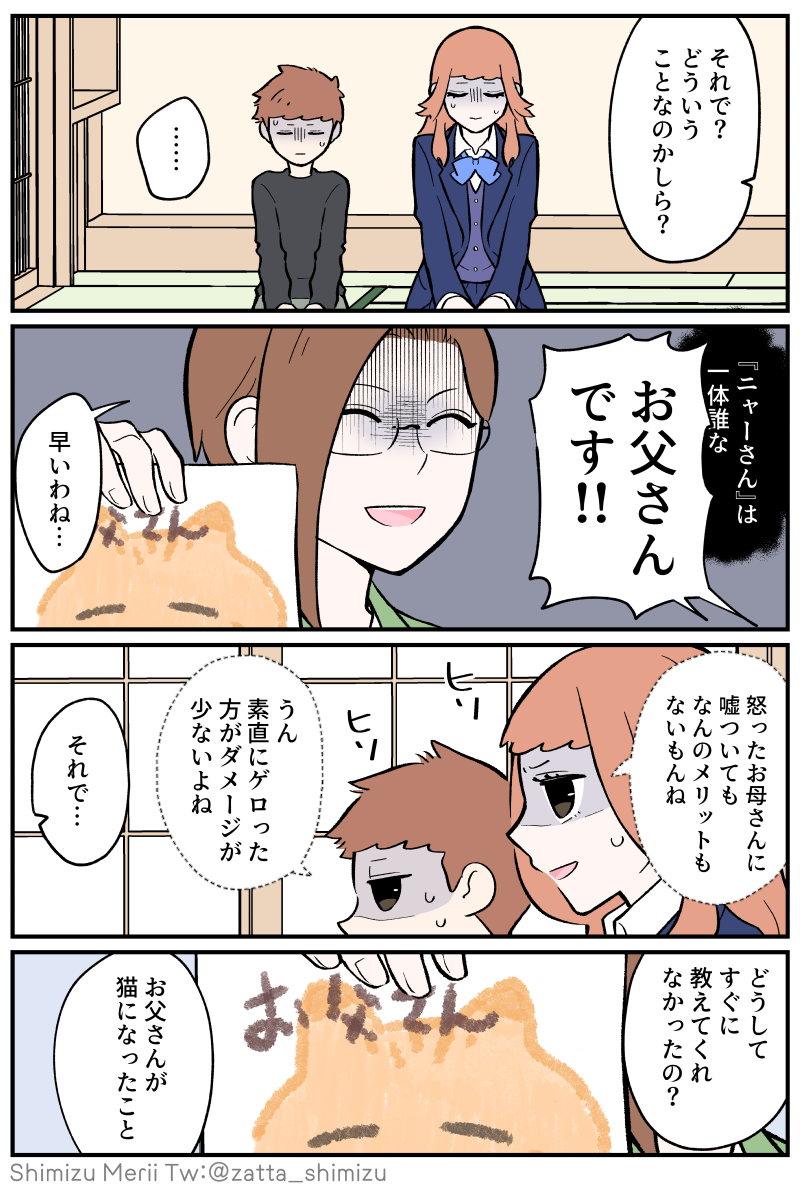 それで？
どういう
ことなのかしら？
……
『ニャーさん』は
一体誰な
お父さん
です!!
早いわね…
怒ったお母さんに
嘘ついても
なんのメリットも
ないもんね
ヒソ
ヒソ
うん
素直にゲロった
方がダメージが
少ないよね
それで…
どうして
すぐに
教えてくれ
なかったの？
おとうさん
お父さんが
猫になったこと
Shimizu Merii Tw:@zatta_shimizu